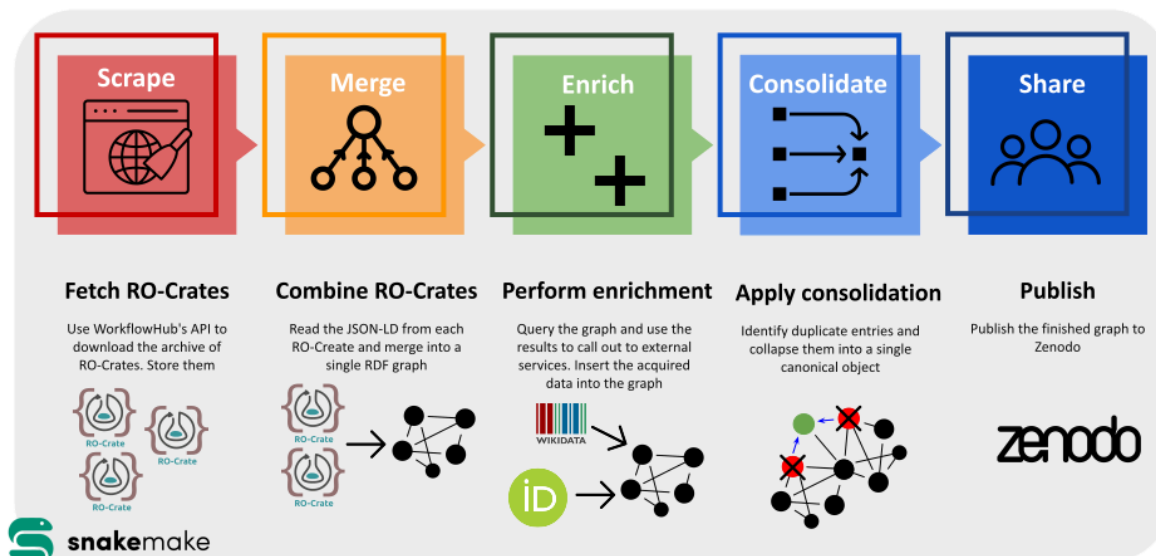 Scrape
Merge
Enrich
Consolidate
Share
Fetch RO-Crates
Use WorkflowHub's API to
download the archive of
RO-Crates. Store them
RO-Crate
RO-Crate
RO-Crate
Combine RO-Crates
Read the JSON-LD from each
RO-Create and merge into a
single RDF graph
RO-Crate
RO-Crate
Perform enrichment
Query the graph and use the
results to call out to external
services. Insert the acquired
data into the graph
WIKIDATA
iD
Apply consolidation
Identify duplicate entries and
collapse them into a single
canonical object
Publish
Publish the finished graph to
Zenodo
zenodo
snakemake